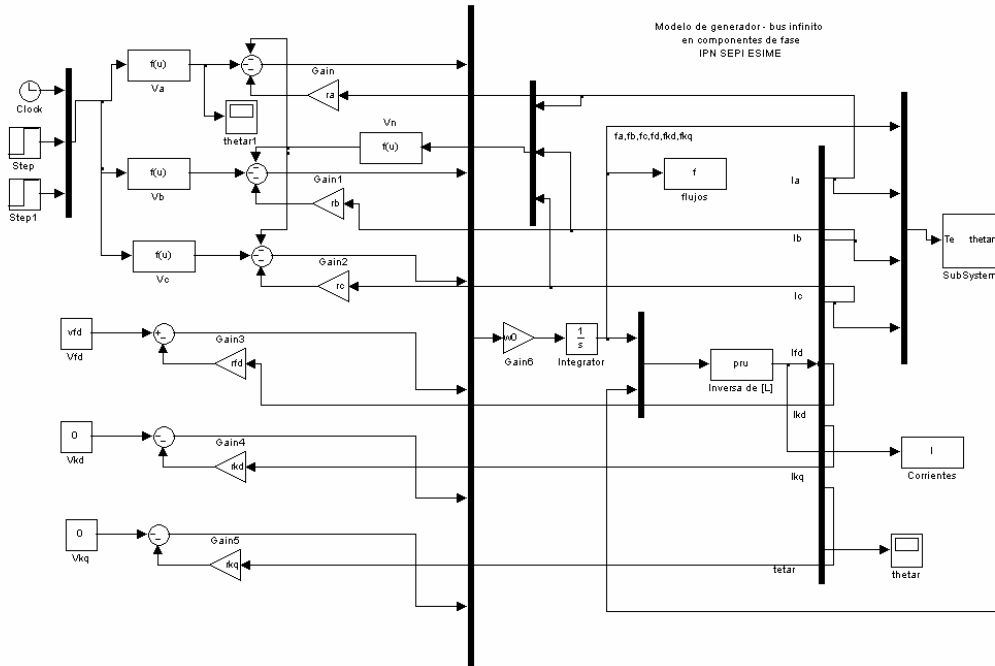 Modelo de generador - bus infinito
en componentes de fase
IPN SEPI ESIME
Clock
Step
Step1
f(u)
Va
thetar1
Gain
ra
Vn
f(u)
f(u)
Vb
Gain1
rb
f(u)
Vc
Gain2
rc
fa,fb,fc,fd,fkd,fkq
f
flujos
Ia
Ib
Ic
Te
thetar
SubSystem
vfd
Vfd
Gain3
rfd
w0
Gain6
1
s
Integrator
pru
Inversa de [L]
Ifd
Ikd
0
Vkd
Gain4
rkd
Ikq
I
Corrientes
0
Vkq
Gain5
rkq
tetar
thetar